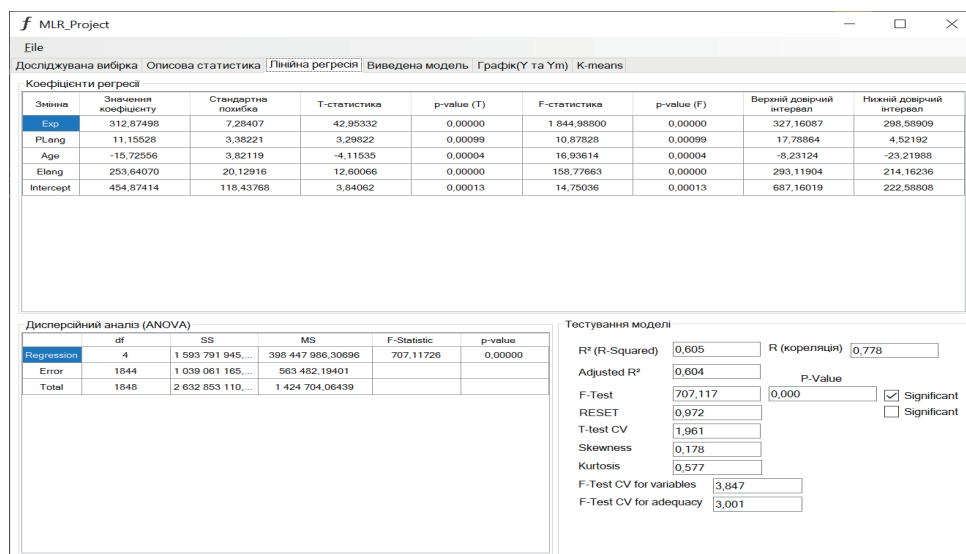 MLR_Project
File
Досліджувана вибірка Описова статистика Лінійна регресія Виведена модель Графік(Y та Ym) K-means
Коефіцієнти регресії
Змінна Значення коефіцієнту Стандартна похибка Т-статистика p-value (T) F-статистика p-value (F) Верхній довірчий інтервал Нижній довірчий інтервал
Exp 312,87498 7,28407 42,95332 0,00000 1 844,98800 0,00000 327,16087 298,58909
PLang 11,15528 3,38221 3,29822 0,00099 10,87828 0,00099 17,78864 4,52192
Age -15,72556 3,82119 -4,11535 0,00004 16,93614 0,00004 -8,23124 -23,21988
Elang 253,64070 20,12916 12,60066 0,00000 158,77663 0,00000 293,11904 214,16236
Intercept 454,87414 118,43768 3,84062 0,00013 14,75036 0,00013 687,16019 222,58808
Дисперсійний аналіз (ANOVA)
df SS MS F-Statistic p-value
Regression 4 1 593 791 945,... 398 447 986,30696 707,11726 0,00000
Error 1844 1 039 061 165,... 563 482,19401
Total 1848 2 632 853 110,... 1 424 704,06439
Тестування моделі
R² (R-Squared) 0,605 R (кореляція) 0,778
Adjusted R² 0,604
P-Value
F-Test 707,117 0,000 Significant
RESET 0,972 Significant
T-test CV 1,961
Skewness 0,178
Kurtosis 0,577
F-Test CV for variables 3,847
F-Test CV for adequacy 3,001